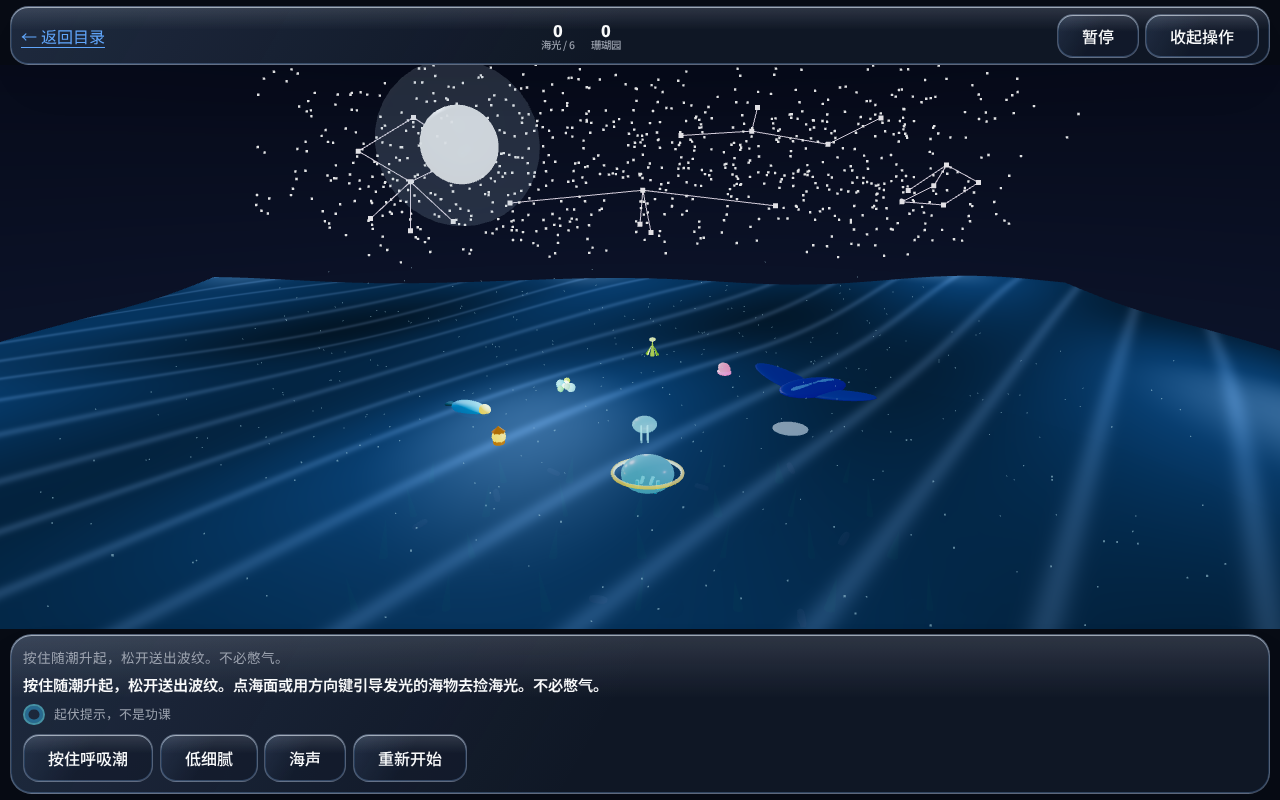 ← 返回目录
0
海光 / 6
0
珊瑚园
暂停
收起操作
按住随潮升起，松开送出波纹。不必憋气。
按住随潮升起，松开送出波纹。点海面或用方向键引导发光的海物去捡海光。不必憋气。
起伏提示，不是功课
按住呼吸潮
低细腻
海声
重新开始